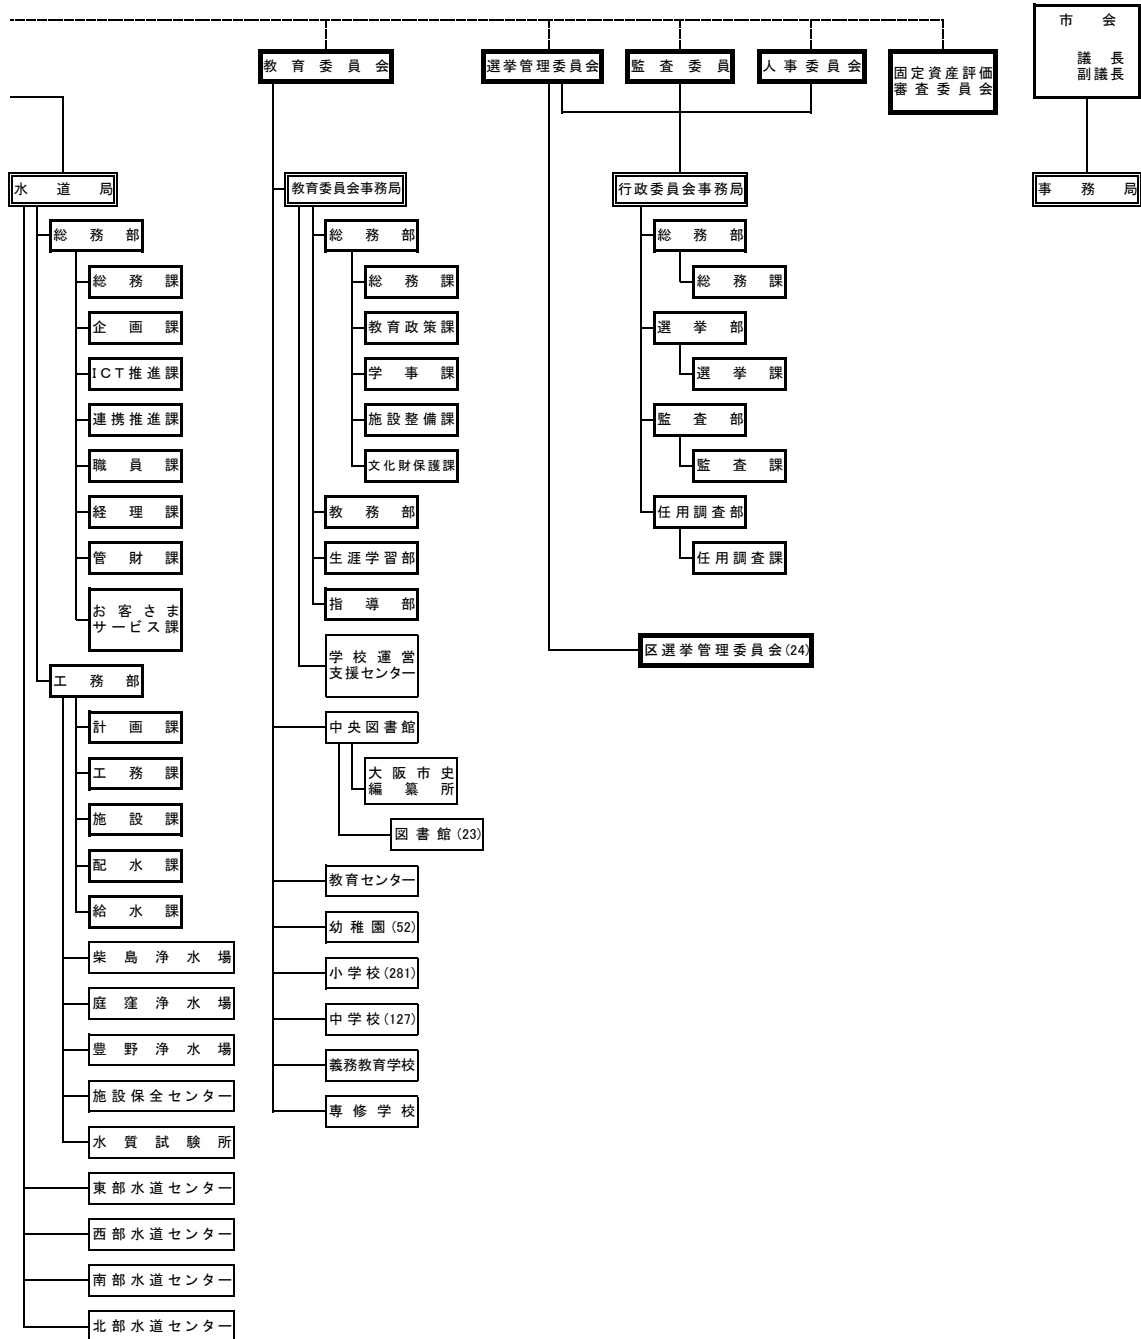 教育委員会
選挙管理委員会
監査委員
人事委員会
固定資産評価
審査委員会
市会
議長
副議長
水道局
総務部
総務課
企画課
ICT推進課
連携推進課
職員課
経理課
管財課
お客さま
サービス課
工務部
計画課
工務課
施設課
配水課
給水課
柴島浄水場
庭窪浄水場
豊野浄水場
施設保全センター
水質試験所
東部水道センター
西部水道センター
南部水道センター
北部水道センター
教育委員会事務局
総務部
総務課
教育政策課
学事課
施設整備課
文化財保護課
教務部
生涯学習部
指導部
学校運営
支援センター
中央図書館
大阪市史
編纂所
図書館(23)
教育センター
幼稚園(52)
小学校(281)
中学校(127)
義務教育学校
専修学校
行政委員会事務局
総務部
総務課
選挙部
選挙課
監査部
監査課
任用調査部
任用調査課
区選挙管理委員会(24)
事務局